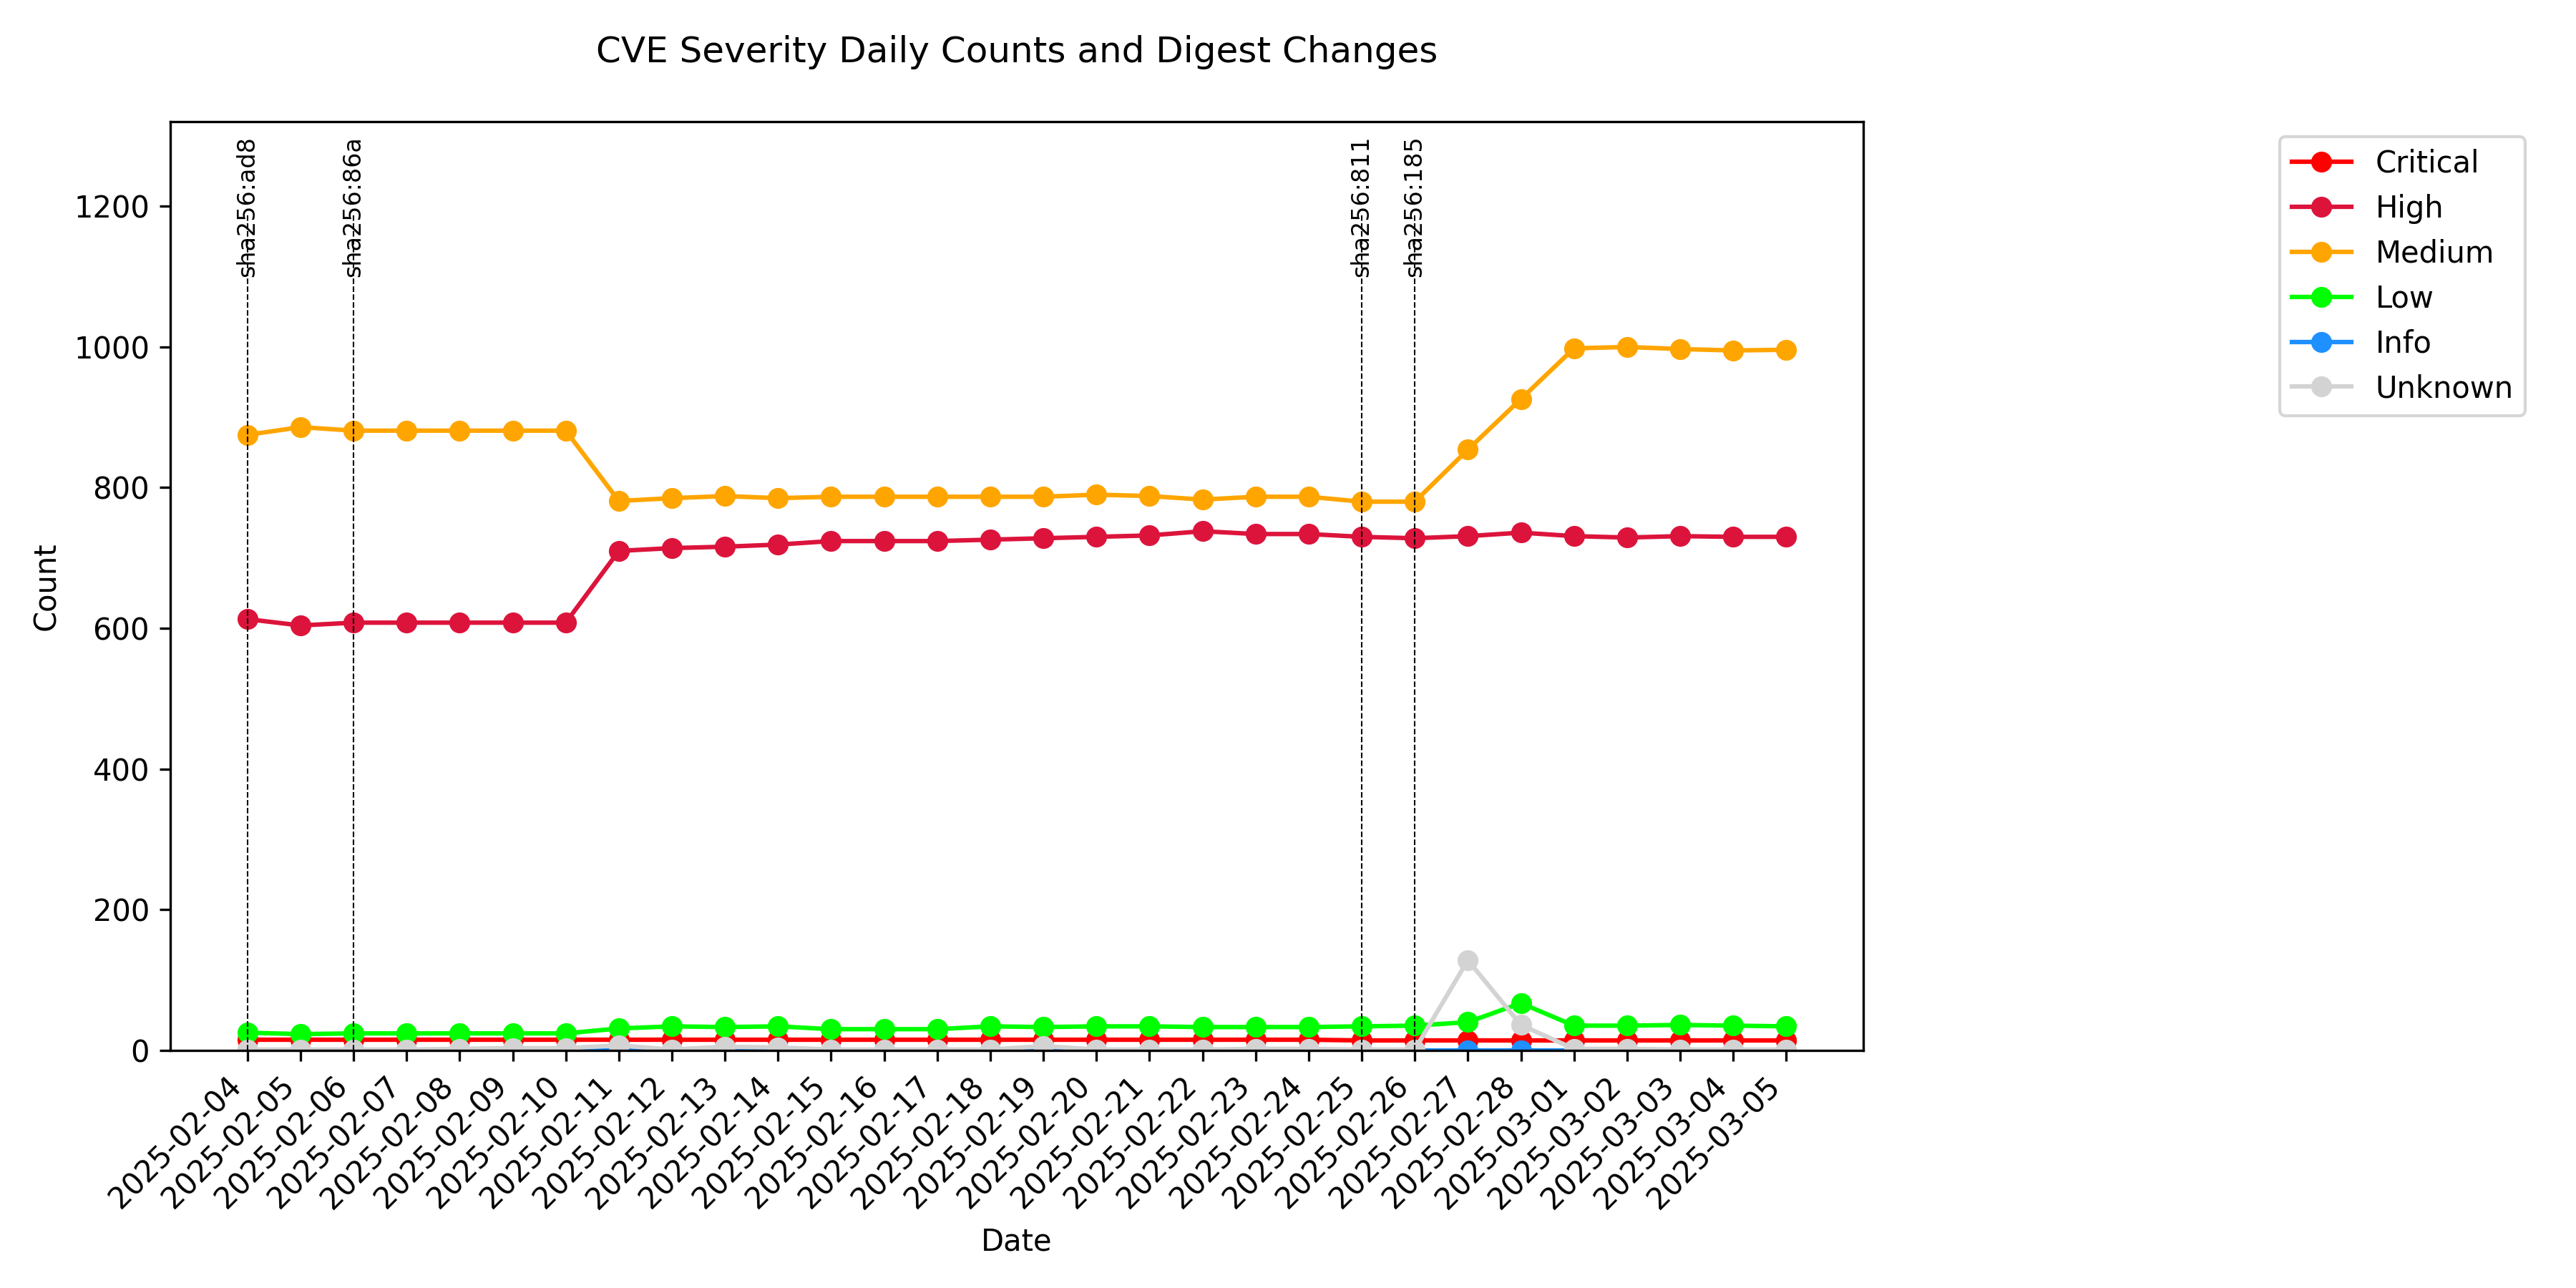 CVE Severity Daily Counts and Digest Changes
sha256:ad8
sha256:86a
sha256:811
sha256:185
Critical
High
Medium
Low
Info
Unknown
1200
1000
800
600
400
200
0
Count
2025-02-04
2025-02-05
2025-02-06
2025-02-07
2025-02-08
2025-02-09
2025-02-10
2025-02-11
2025-02-12
2025-02-13
2025-02-14
2025-02-15
2025-02-16
2025-02-17
2025-02-18
2025-02-19
2025-02-20
2025-02-21
2025-02-22
2025-02-23
2025-02-24
2025-02-25
2025-02-26
2025-02-27
2025-02-28
2025-03-01
2025-03-02
2025-03-03
2025-03-04
2025-03-05
Date